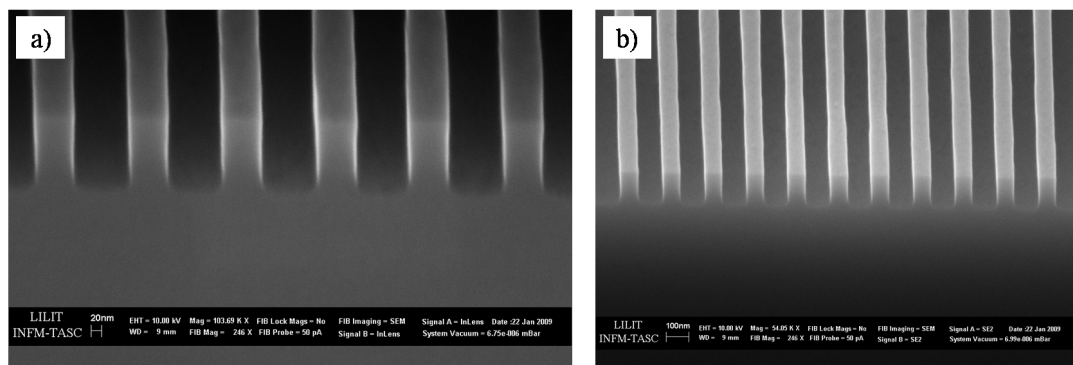 a)
LILIT
INFM-TASC
20nm
EHT = 10.00 kV Mag = 103.69 K X FIB Lock Mags = No FIB Imaging = SEM Signal A = InLens Date :22 Jan 2009
WD = 9 mm FIB Mag = 246 X FIB Probe = 50 pA Signal B = InLens System Vacuum = 6.75e-006 mBar
b)
LILIT
INFM-TASC
100nm
EHT = 10.00 kV Mag = 54.05 K X FIB Lock Mags = No FIB Imaging = SEM Signal A = SE2 Date :22 Jan 2009
WD = 9 mm FIB Mag = 246 X FIB Probe = 50 pA Signal B = SE2 System Vacuum = 6.99e-006 mBar